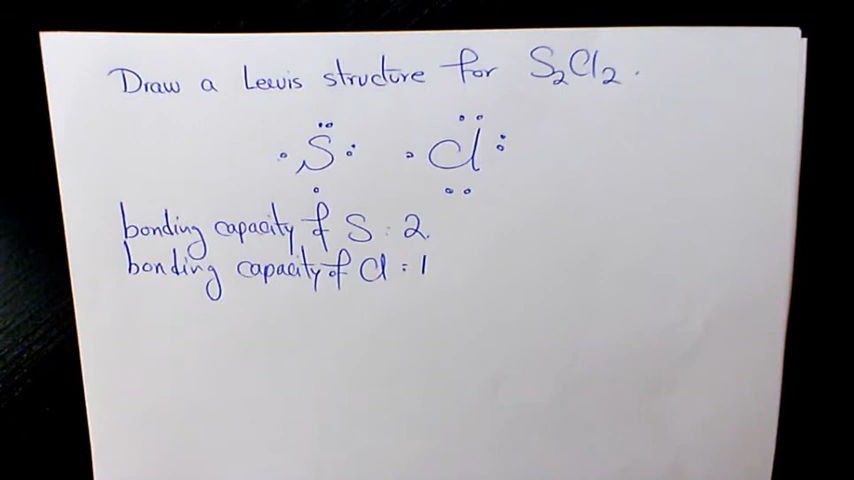 Draw a Lewis structure for S₂Cl₂.
S Cl
bonding capacity of S: 2.
bonding capacity of Cl: 1